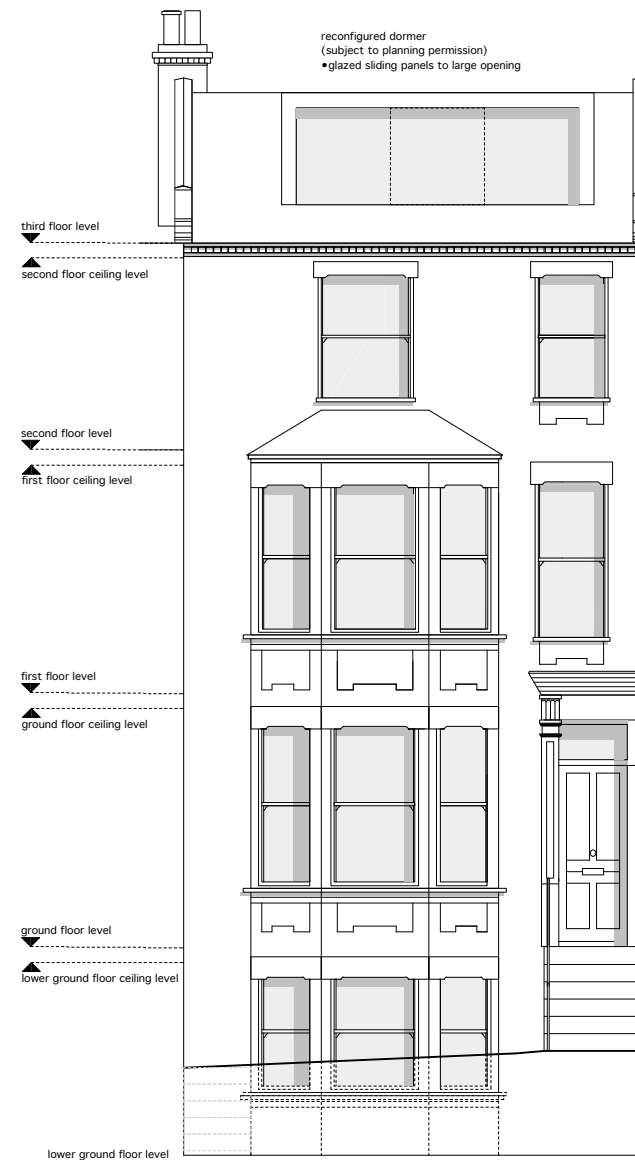 reconfigured dormer
(subject to planning permission)
•glazed sliding panels to large opening
third floor level
second floor ceiling level
second floor level
first floor ceiling level
first floor level
ground floor ceiling level
ground floor level
lower ground floor ceiling level
lower ground floor level